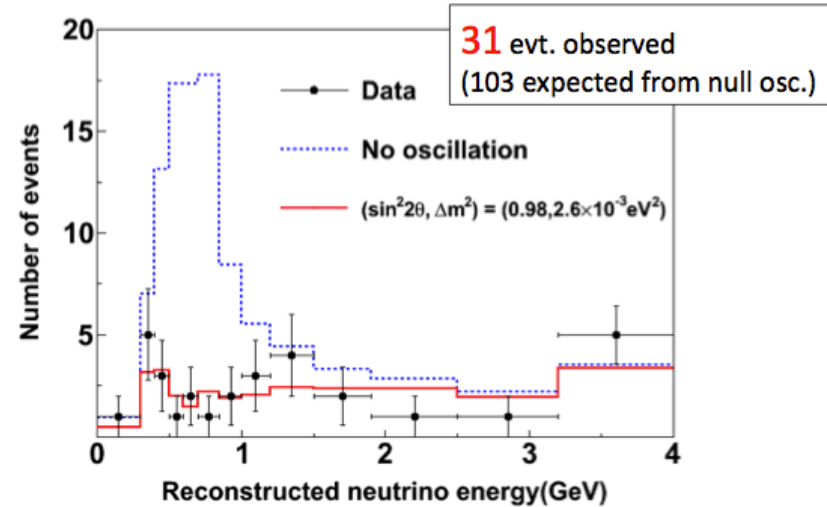 31 evt. observed
(103 expected from null osc.)
20
15
10
5
Number of events
Data
No oscillation
(sin²2θ, Δm²) = (0.98,2.6×10⁻³eV²)
0 1 2 3 4
Reconstructed neutrino energy(GeV)